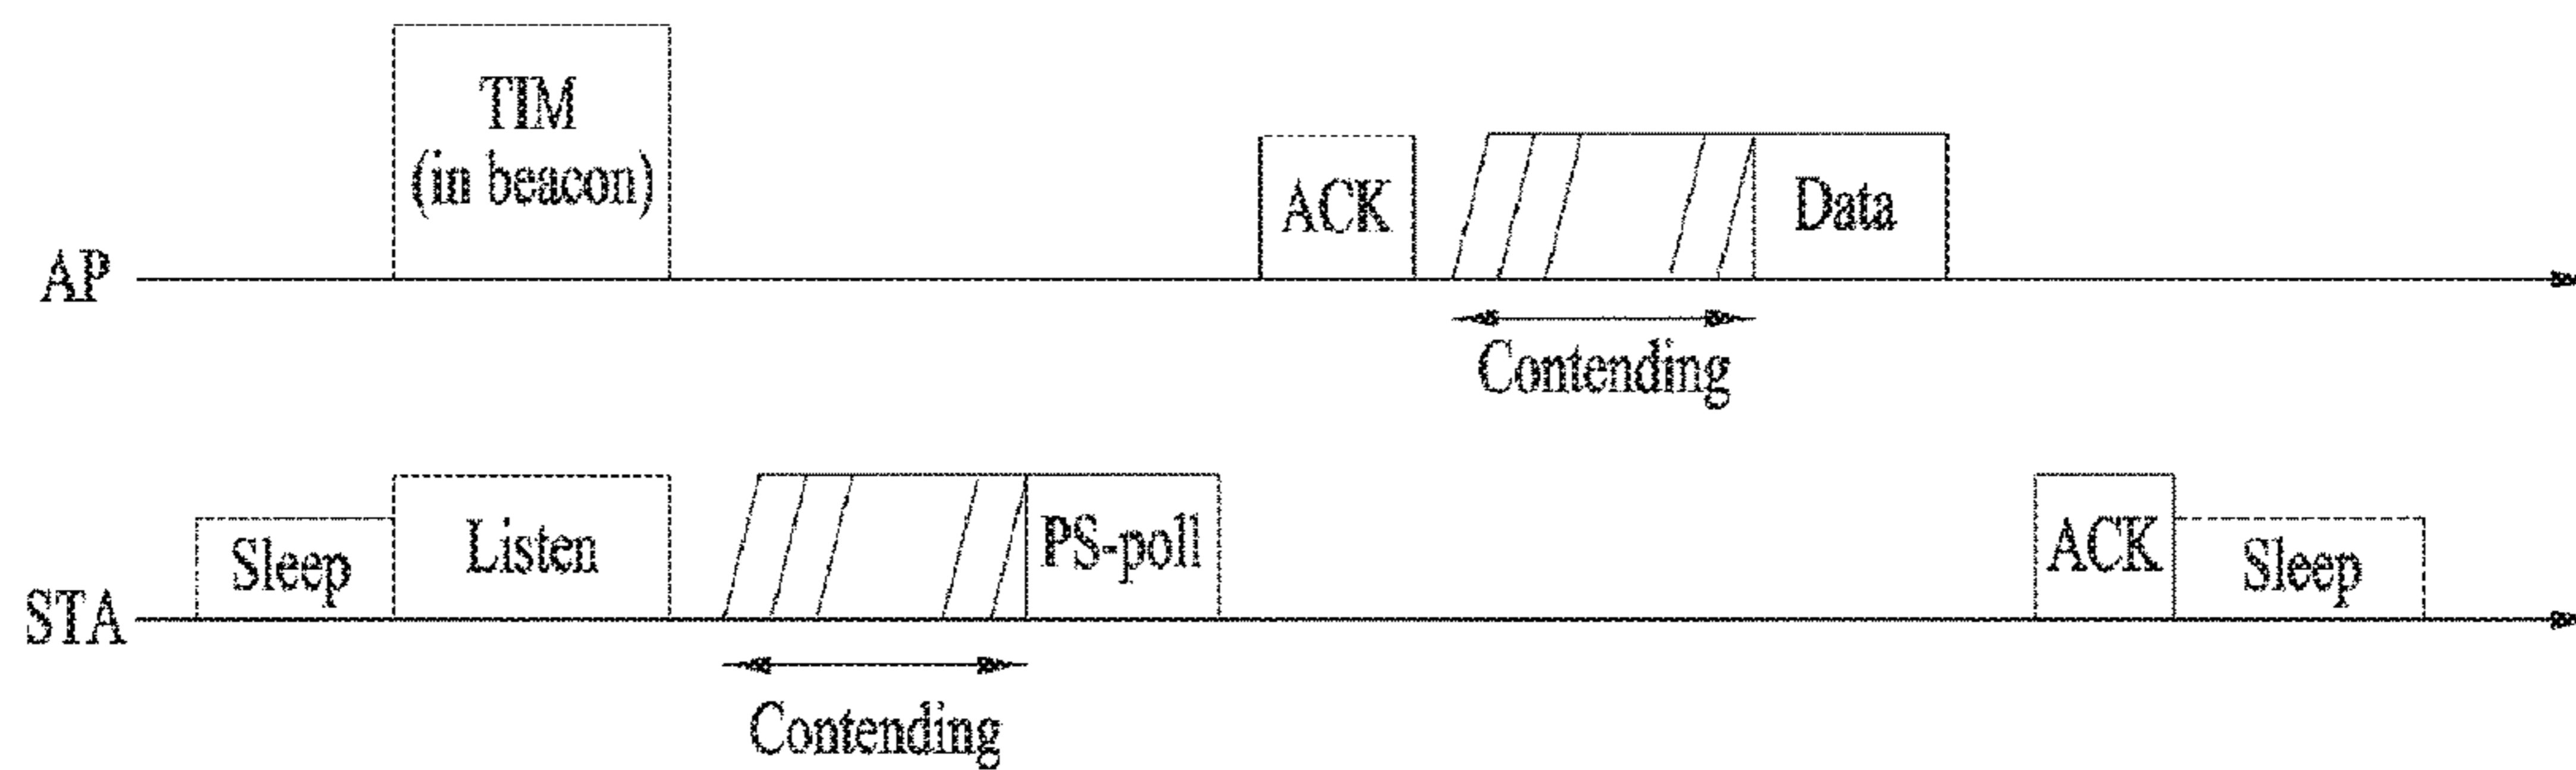 TIM
(in beacon)
ACK
Data
AP
Contending
Sleep
Listen
PS-poll
ACK
Sleep
STA
Contending